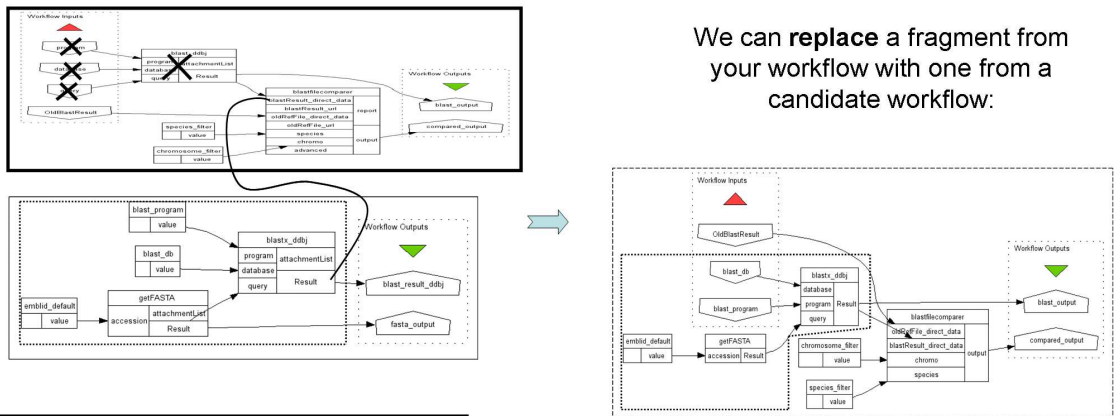 Workflow Inputs
program
database
query
OldBlastResult
blast_ddbj
program
attachmentList
database
query
Result
species_filter
value
chromosome_filter
value
blastfilecomparer
blastResult_direct_data
blastResult_url
oldRefFile_direct_data
oldRefFile_url
species
chromo
advanced
report
output
Workflow Outputs
blast_output
compared_output
We can replace a fragment from
your workflow with one from a
candidate workflow:
blast_program
value
blast_db
value
emblid_default
value
getFASTA
accession
attachmentList
Result
blastx_ddbj
program
attachmentList
database
query
Result
Workflow Outputs
blast_result_ddbj
fasta_output
Workflow Inputs
OldBlastResult
blast_db
blast_program
emblid_default
value
getFASTA
accession Result
blastx_ddbj
database
program
Result
query
chromosome_filter
value
species_filter
value
blastfilecomparer
oldRefFile_direct_data
blastResult_direct_data
chromo
species
output
Workflow Outputs
blast_output
compared_output